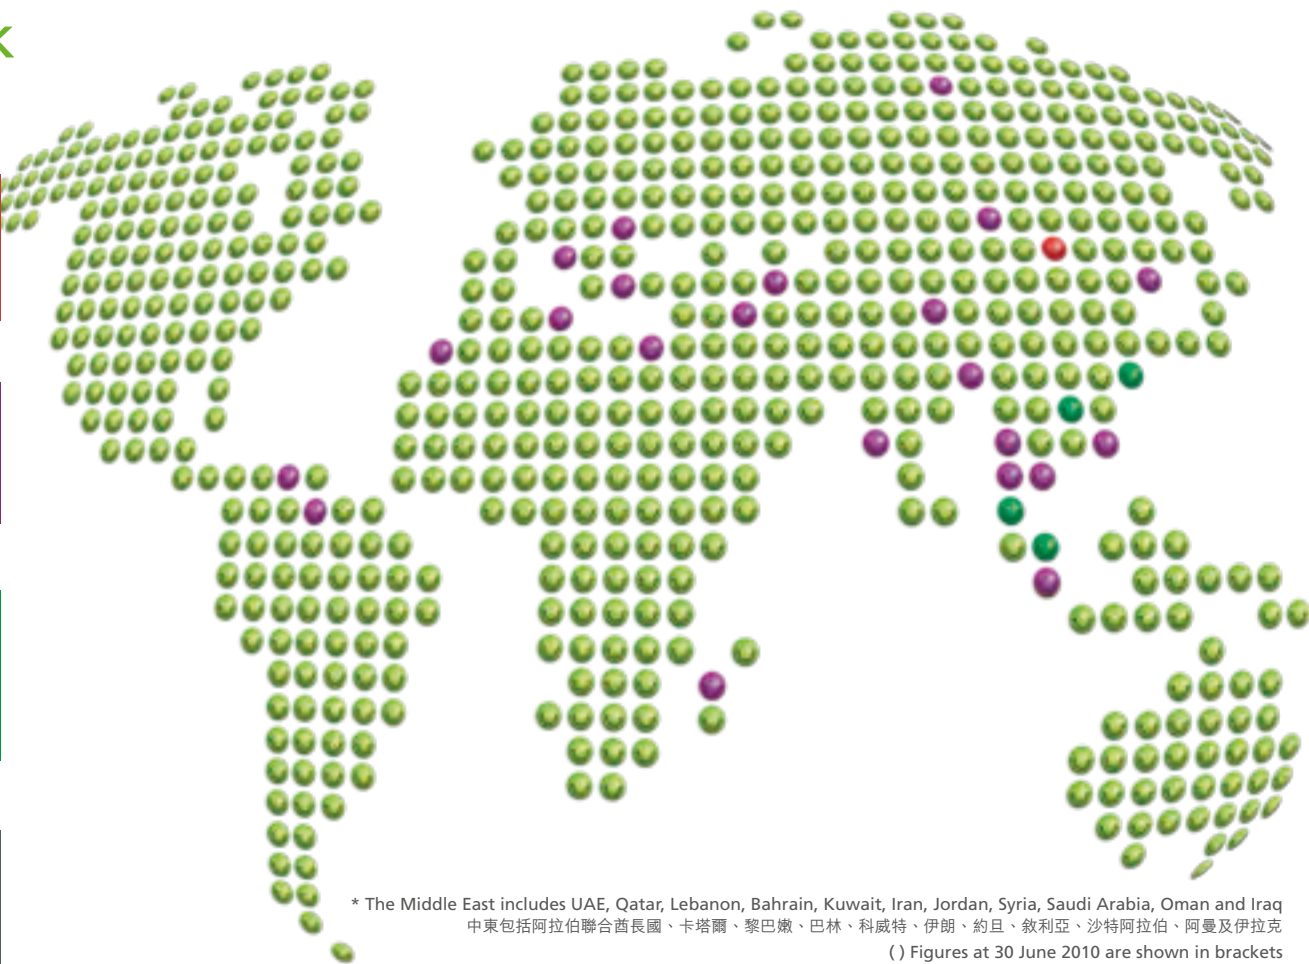 K
* The Middle East includes UAE, Qatar, Lebanon, Bahrain, Kuwait, Iran, Jordan, Syria, Saudi Arabia, Oman and Iraq
中東包括阿拉伯聯合酋長國、卡塔爾、黎巴嫩、巴林、科威特、伊朗、約旦、敘利亞、沙特阿拉伯、阿曼及伊拉克
( ) Figures at 30 June 2010 are shown in brackets